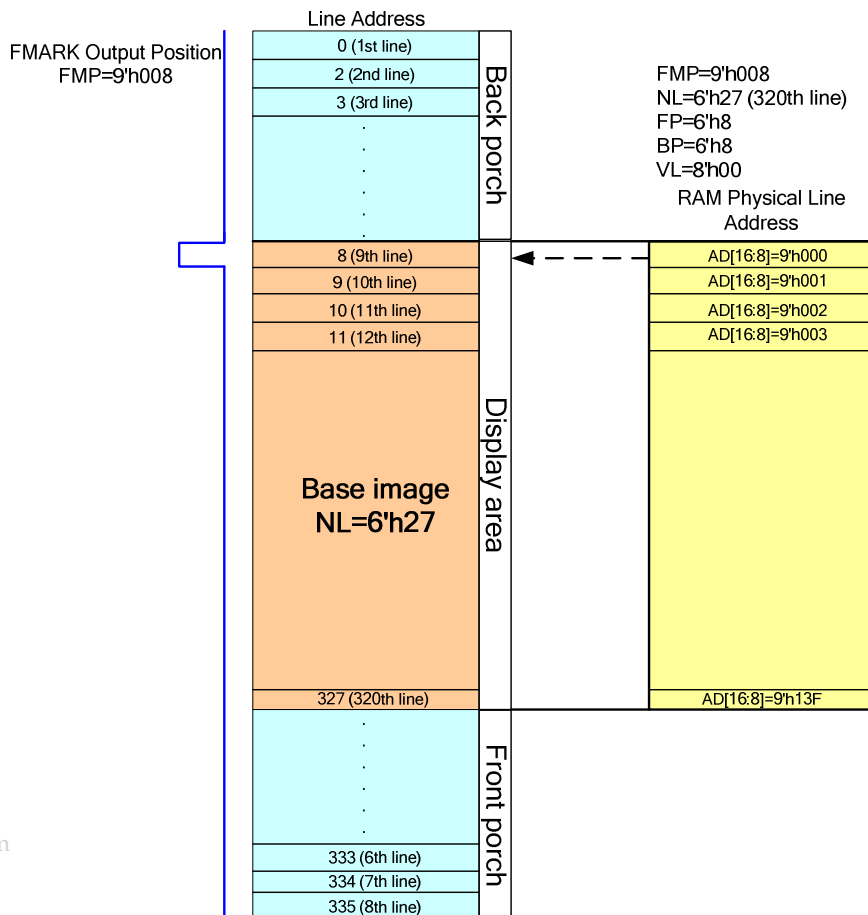 Line Address
FMARK Output Position
FMP=9'h008
0 (1st line)
2 (2nd line)
3 (3rd line)
.
.
.
.
.
.
Back porch
FMP=9'h008
NL=6'h27 (320th line)
FP=6'h8
BP=6'h8
VL=8'h00
RAM Physical Line
Address
8 (9th line)
9 (10th line)
10 (11th line)
11 (12th line)
Base image
NL=6'h27
327 (320th line)
Display area
AD[16:8]=9'h000
AD[16:8]=9'h001
AD[16:8]=9'h002
AD[16:8]=9'h003
AD[16:8]=9'h13F
.
.
.
.
.
.
333 (6th line)
334 (7th line)
335 (8th line)
Front porch